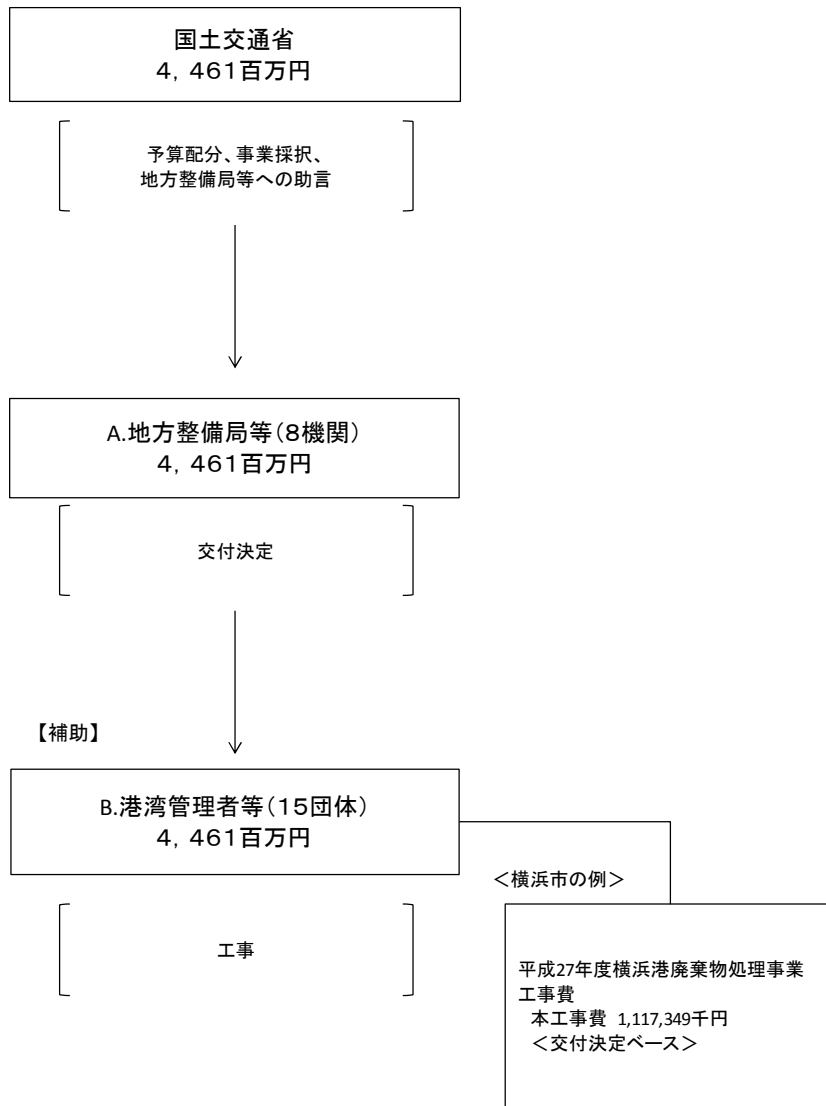 国土交通省
４，４６１百万円
予算配分、事業採択、
地方整備局等への助言
A.地方整備局等（８機関）
４，４６１百万円
交付決定
【補助】
B.港湾管理者等（１５団体）
４，４６１百万円
＜横浜市の例＞
工事
平成27年度横浜港廃棄物処理事業
工事費
本工事費 1,117,349千円
＜交付決定ベース＞